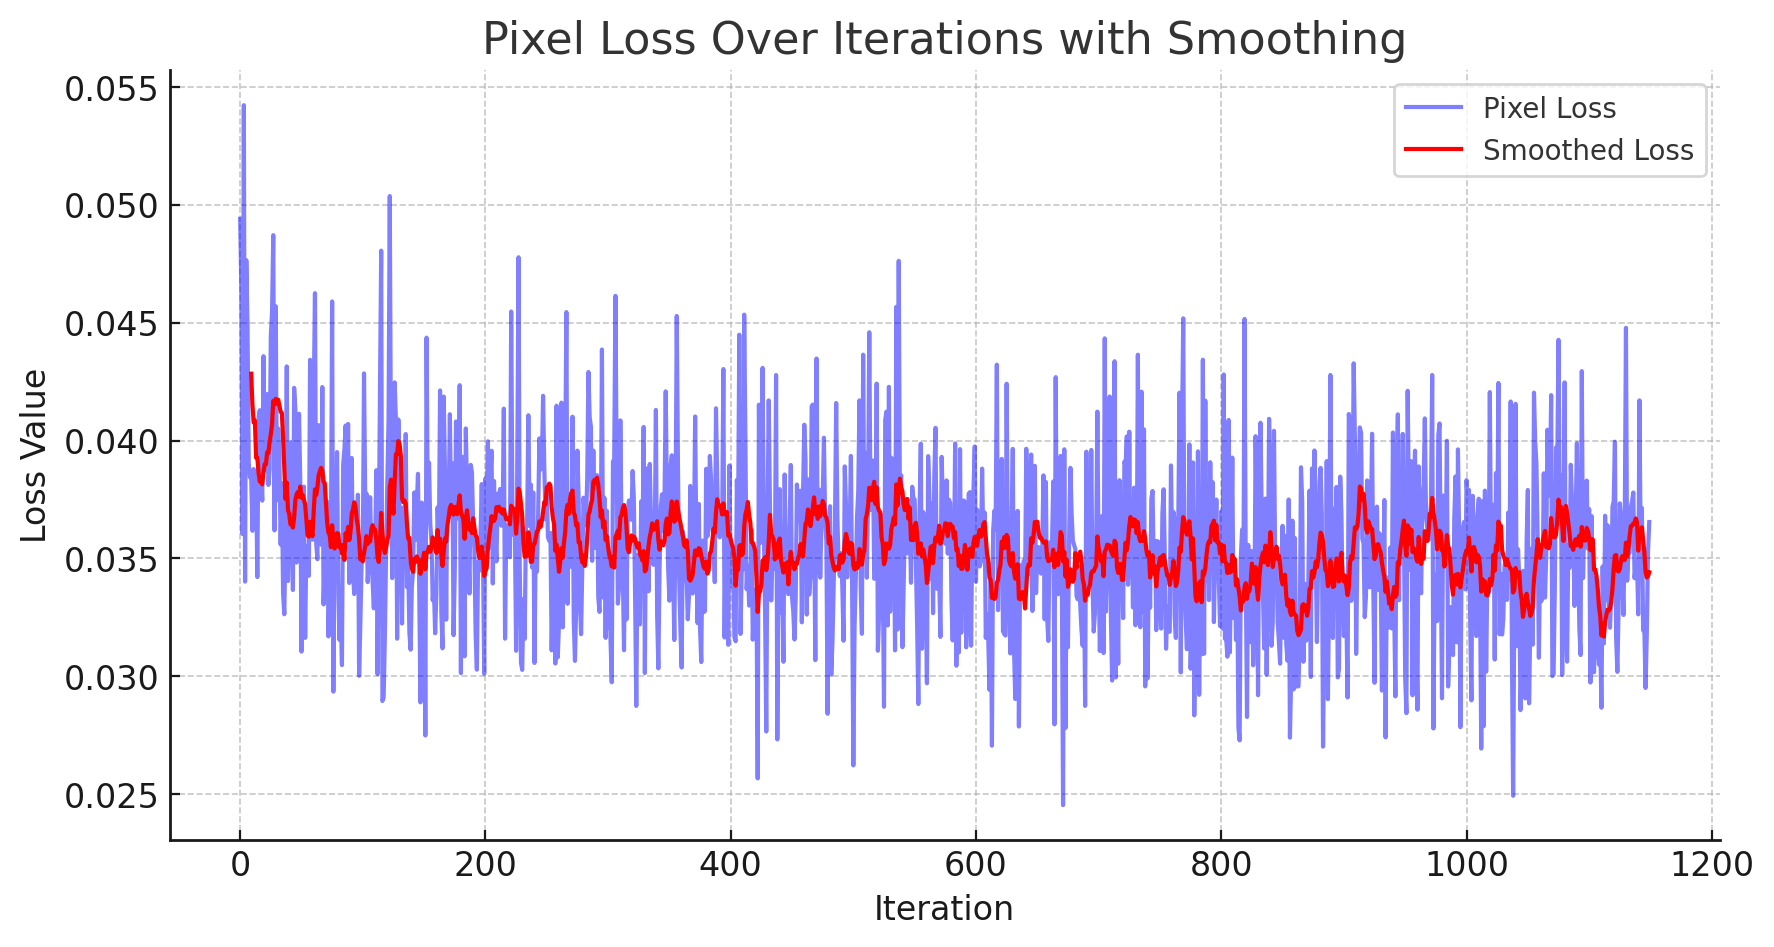 Pixel Loss Over Iterations with Smoothing
Pixel Loss
Smoothed Loss
Loss Value
0.055
0.050
0.045
0.040
0.035
0.030
0.025
0 200 400 600 800 1000 1200
Iteration